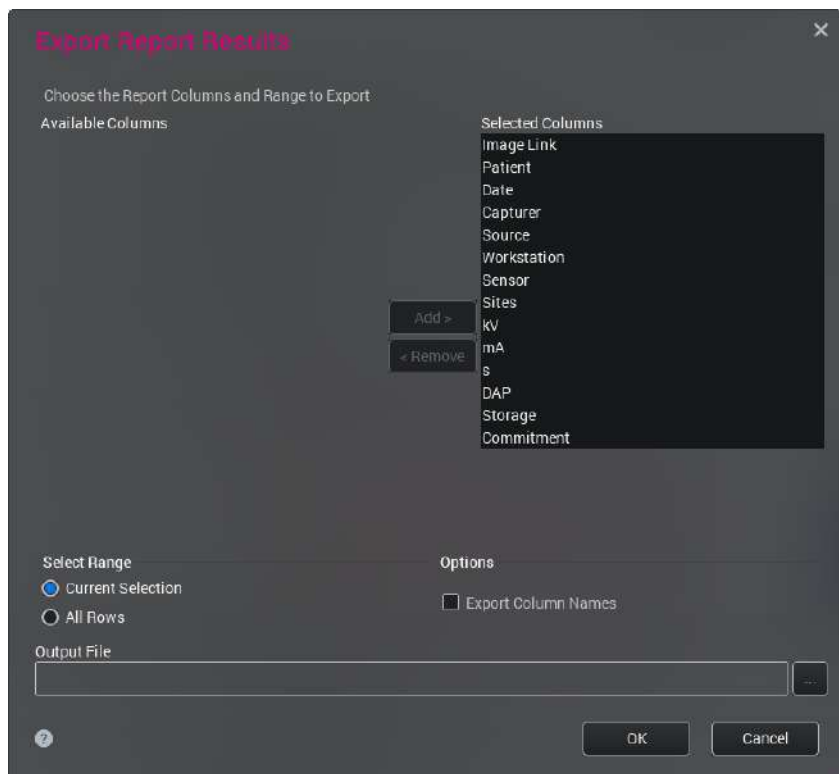 Export Report Results
Choose the Report Columns and Range to Export
Available Columns
Selected Columns
Image Link
Patient
Date
Capturer
Source
Workstation
Sensor
Sites
kV
mA
s
DAP
Storage
Commitment
Add >
< Remove
Select Range
Current Selection
All Rows
Options
Export Column Names
Output File
...
?
OK
Cancel